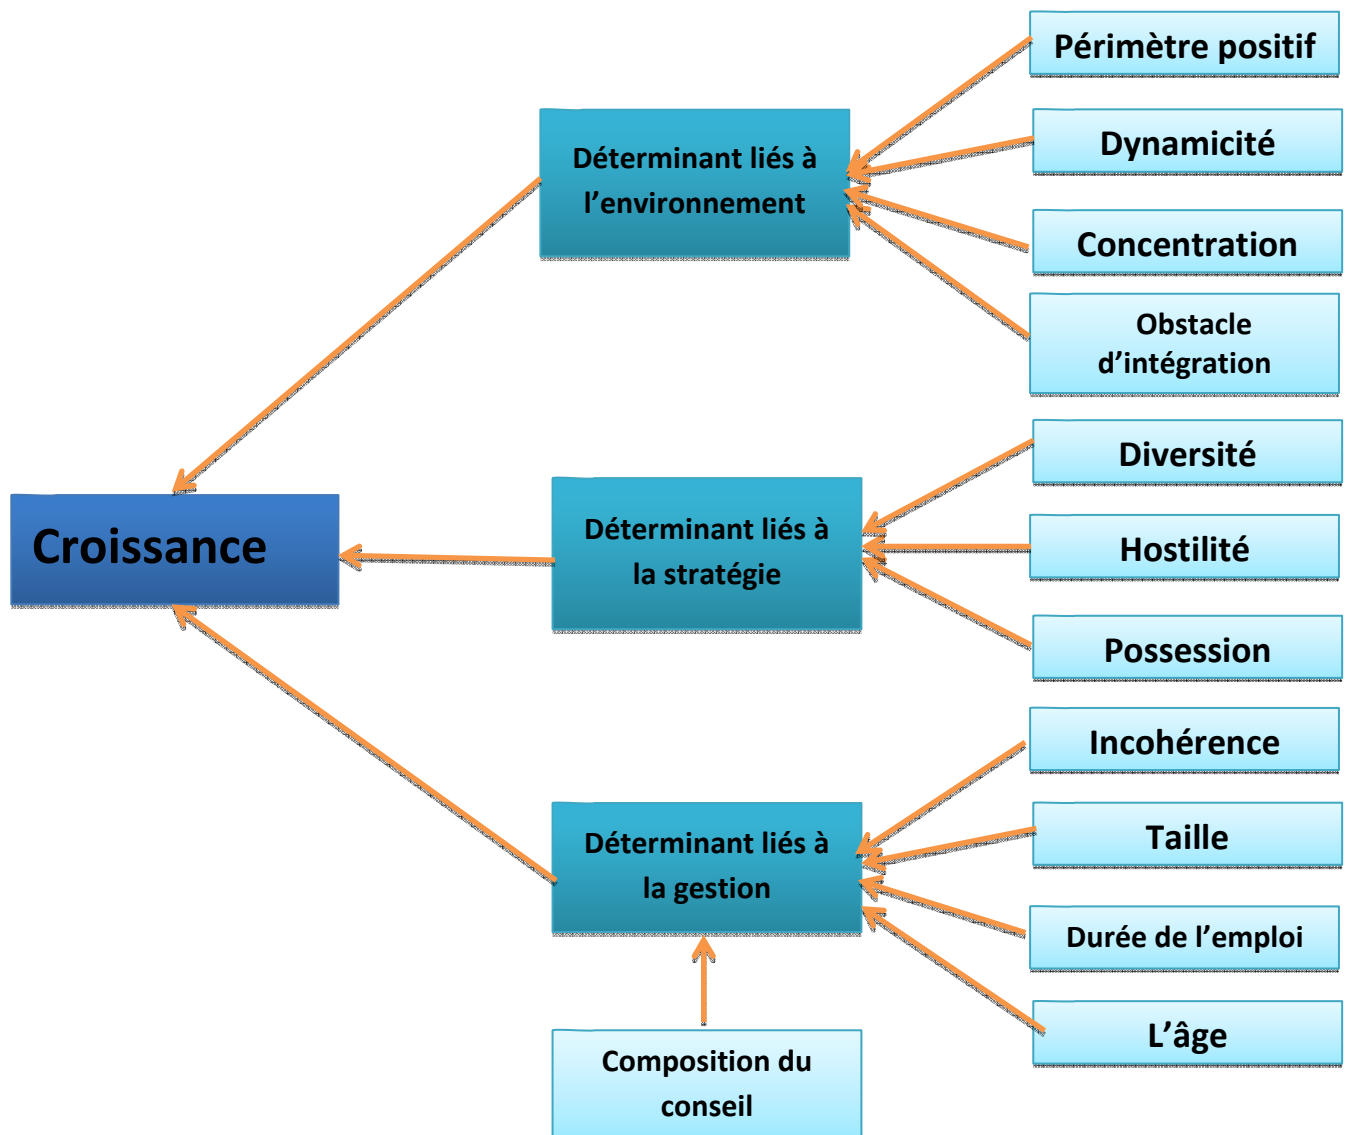 Périmètre positif
Déterminant liés à
l’environnement
Dynamicité
Concentration
Obstacle
d’intégration
Croissance
Déterminant liés à
la stratégie
Diversité
Hostilité
Possession
Déterminant liés à
la gestion
Incohérence
Taille
Durée de l’emploi
L’âge
Composition du
conseil